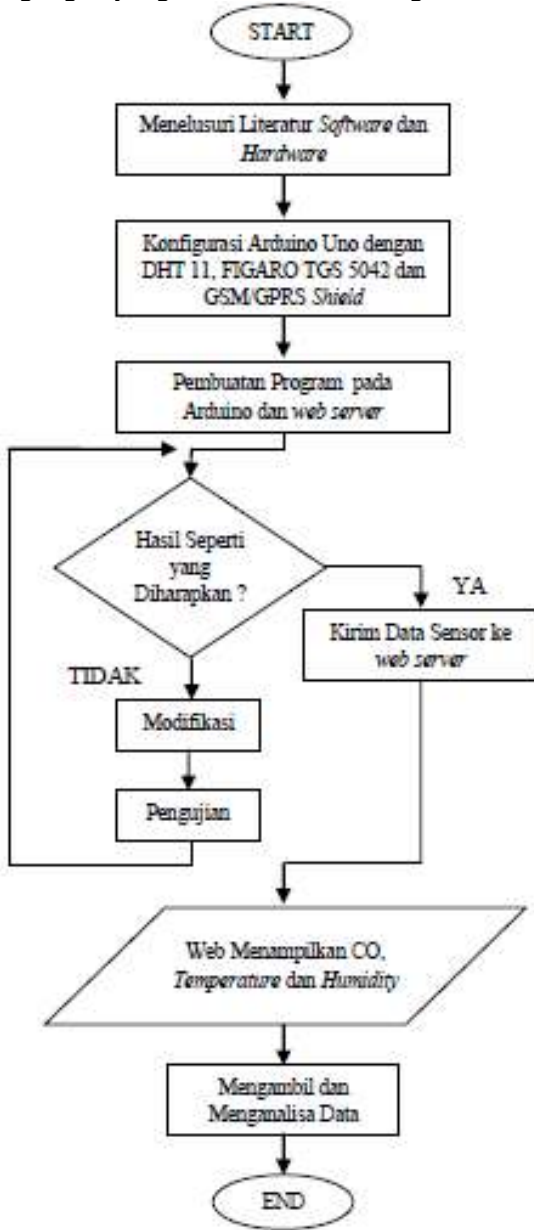 START
Menelusuri Literatur Software dan
Hardware
Konfigurasi Arduino Uno dengan
DHT 11, FIGARO TGS 5042 dan
GSM/GPRS Shield
Pembuatan Program pada
Arduino dan web server
Hasil Seperti
yang
Diharapkan ?
YA
Kirim Data Sensor ke
web server
TIDAK
Modifikasi
Pengujian
Web Menampilkan CO,
Temperature dan Humidity
Mengambil dan
Menganalisa Data
END